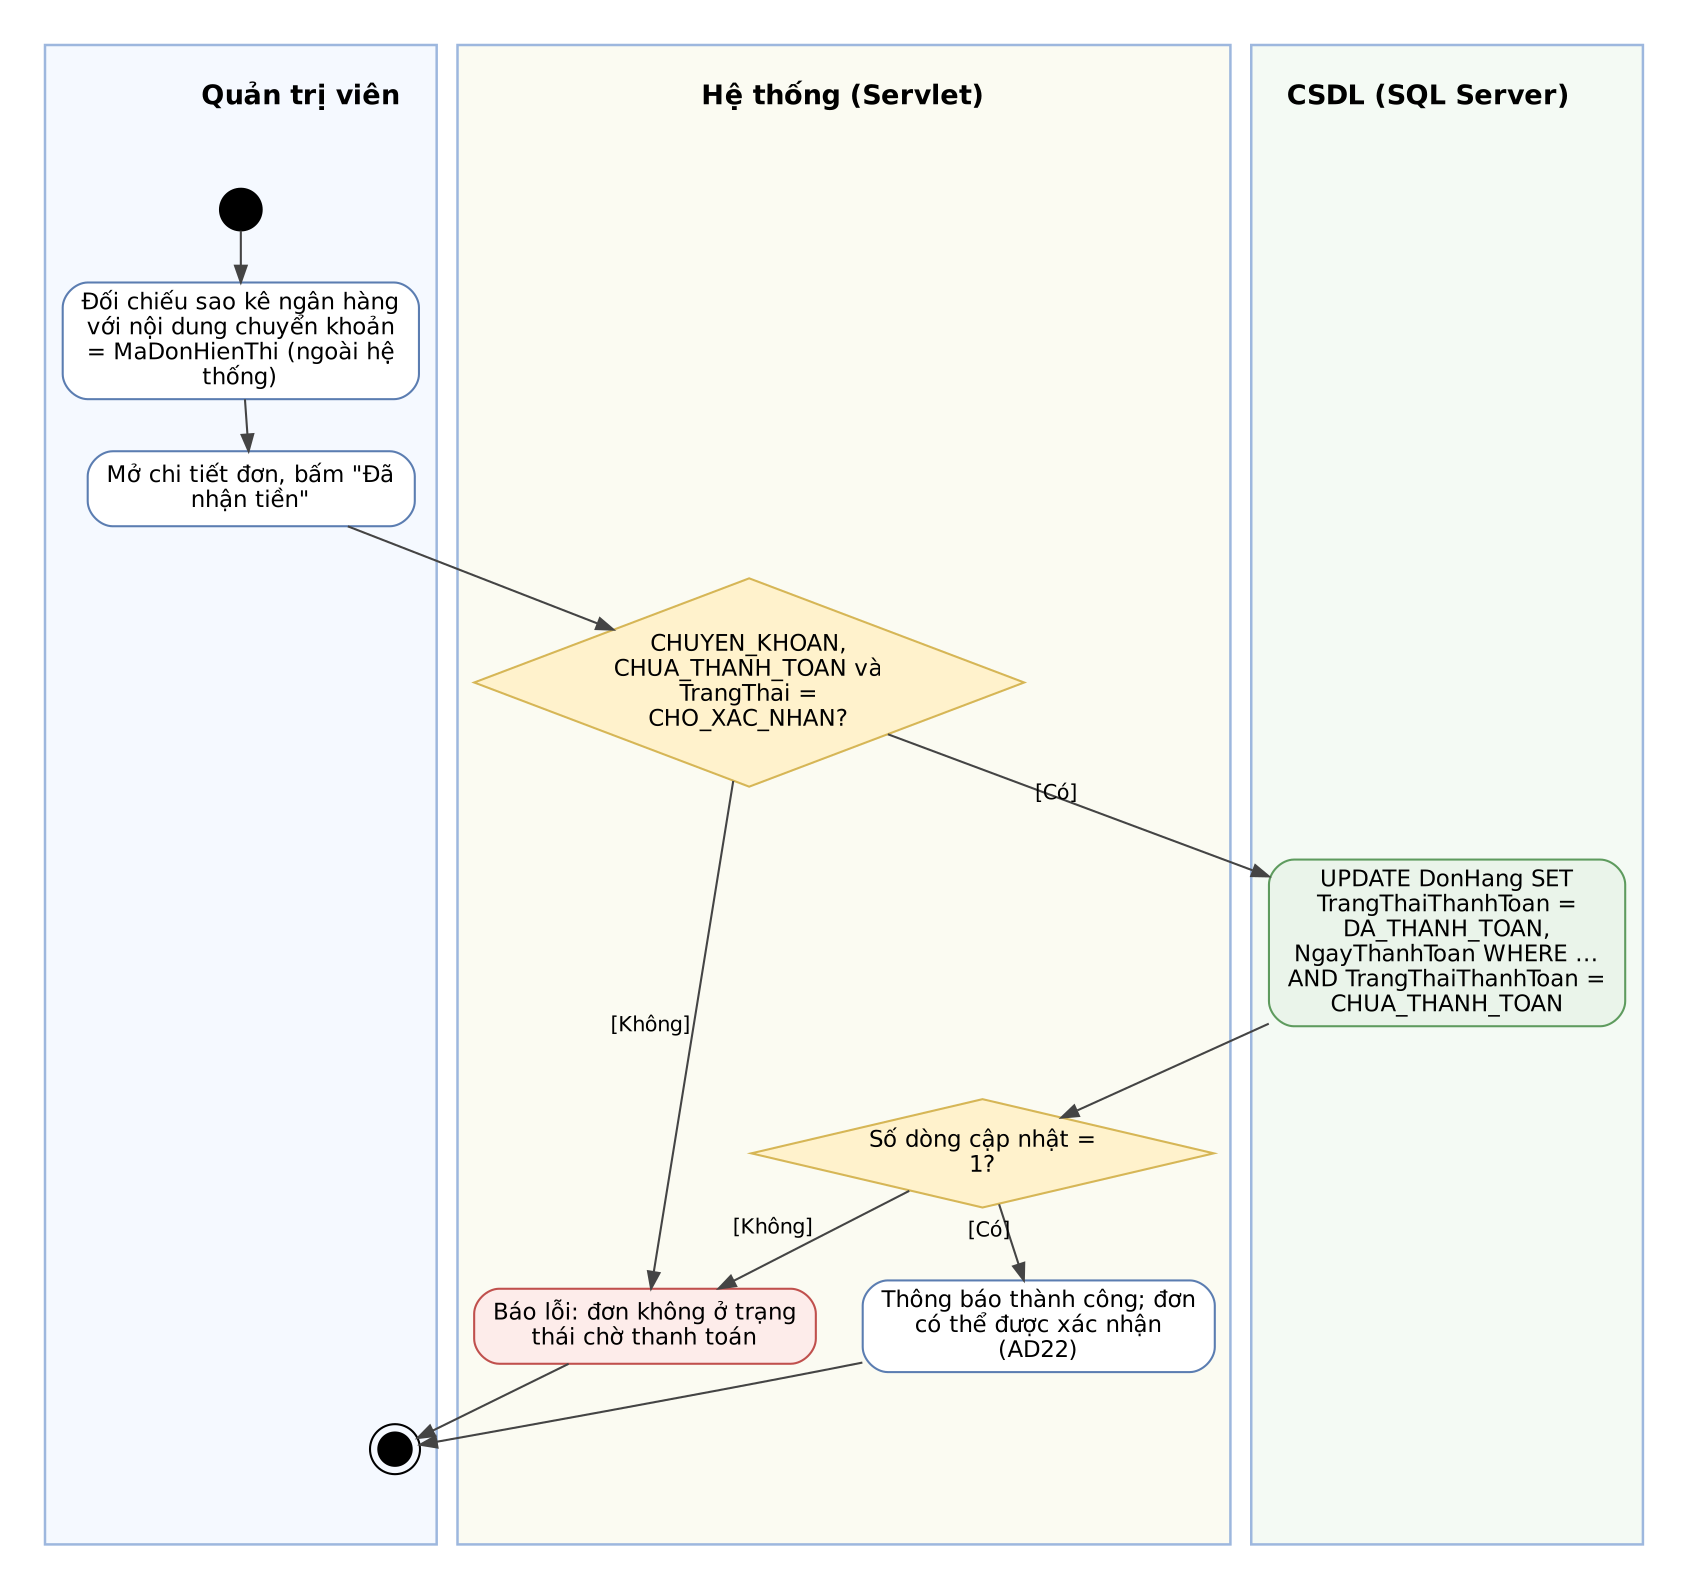 Quản trị viên
Hệ thống (Servlet)
CSDL (SQL Server)
Đối chiếu sao kê ngân hàng
với nội dung chuyển khoản
= MaDonHienThi (ngoài hệ
thống)
Mở chi tiết đơn, bấm "Đã
nhận tiền"
CHUYEN_KHOAN,
CHUA_THANH_TOAN và
TrangThai =
CHO_XAC_NHAN?
[Có]
UPDATE DonHang SET
TrangThaiThanhToan =
DA_THANH_TOAN,
NgayThanhToan WHERE ...
AND TrangThaiThanhToan =
CHUA_THANH_TOAN
[Không]
Số dòng cập nhật =
1?
[Không]
[Có]
Báo lỗi: đơn không ở trạng
thái chờ thanh toán
Thông báo thành công; đơn
có thể được xác nhận
(AD22)